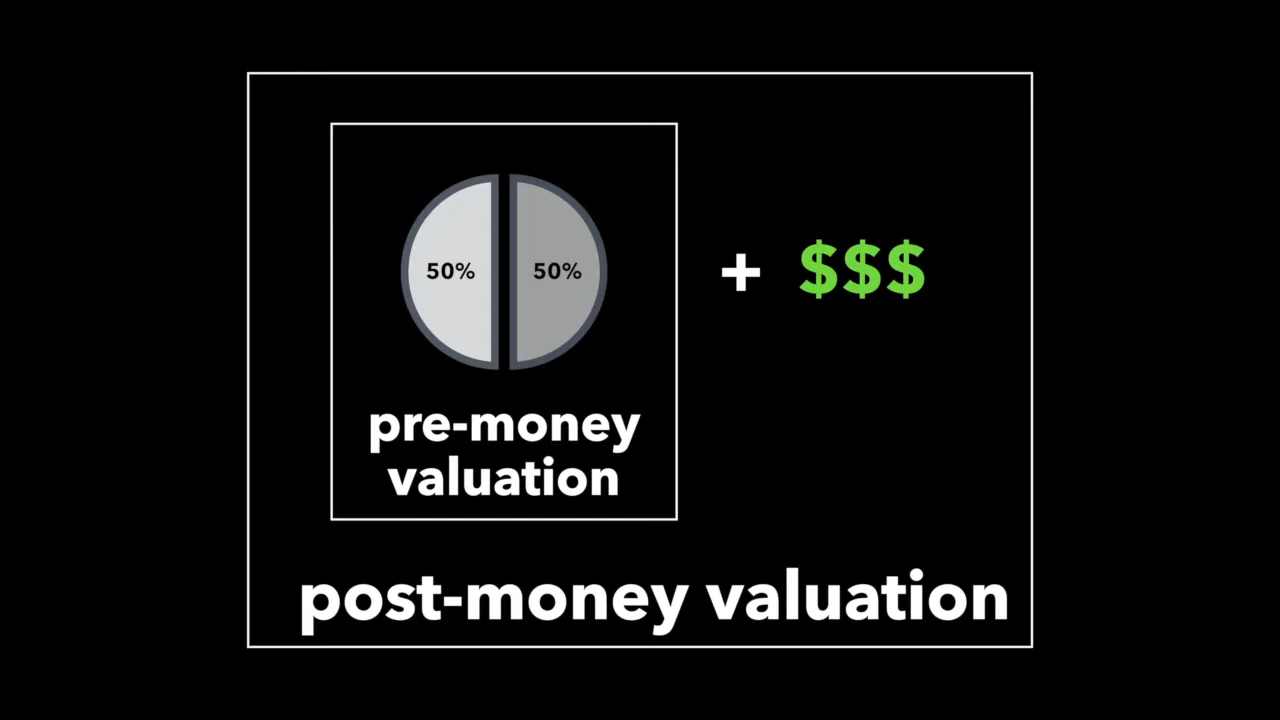 50% 50%
+ $$$
pre-money
valuation
post-money valuation